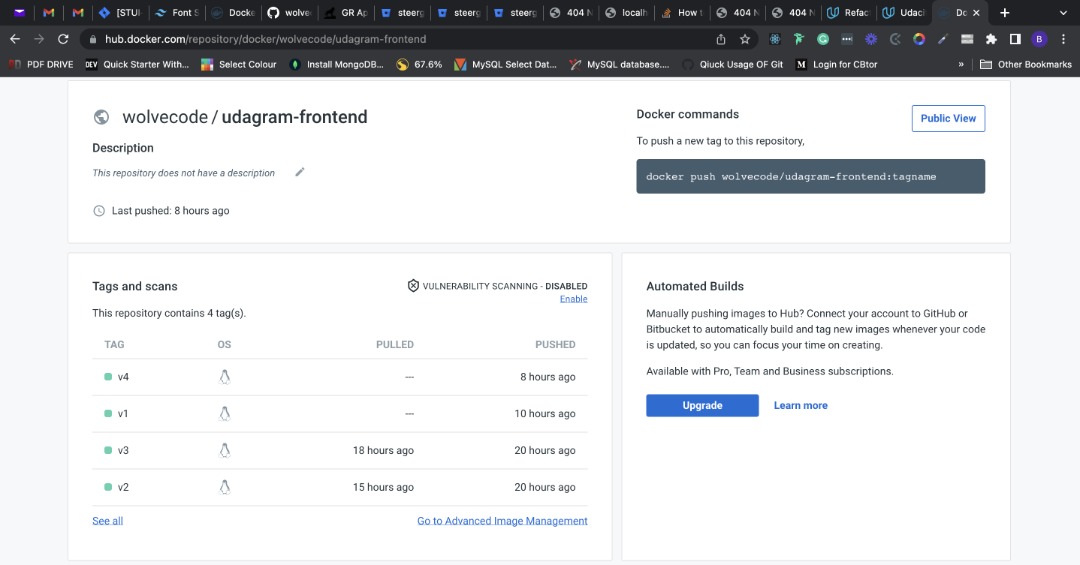 [STU
Font S
Docke
wolve
GR Ap
steerg
steerg
steerg
404 N
localh
How t
404 N
404 N
Refac
Udaci
Do
hub.docker.com/repository/docker/wolvecode/udagram-frontend
B
PDF DRIVE
DEV Quick Starter With...
Select Colour
Install MongoDB...
67.6%
MySQL Select Dat...
MySQL database....
Qiuck Usage OF Git
M Login for CBtor
»
Other Bookmarks
wolvecode / udagram-frontend
Description
This repository does not have a description
Last pushed: 8 hours ago
Docker commands
Public View
To push a new tag to this repository,
docker push wolvecode/udagram-frontend:tagname
Tags and scans
VULNERABILITY SCANNING - DISABLED
Enable
This repository contains 4 tag(s).
TAG OS PULLED PUSHED
v4 --- 8 hours ago
v1 --- 10 hours ago
v3 18 hours ago 20 hours ago
v2 15 hours ago 20 hours ago
See all
Go to Advanced Image Management
Automated Builds
Manually pushing images to Hub? Connect your account to GitHub or
Bitbucket to automatically build and tag new images whenever your code
is updated, so you can focus your time on creating.
Available with Pro, Team and Business subscriptions.
Upgrade
Learn more